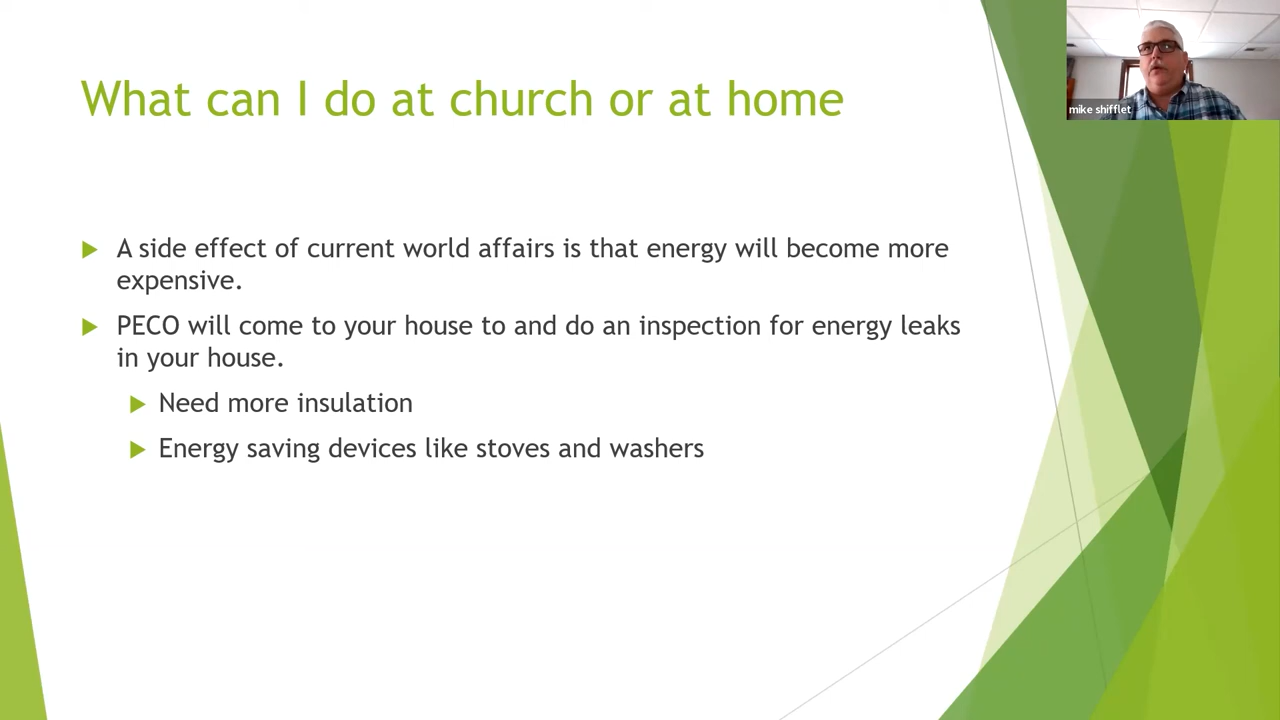 What can I do at church or at home
mike shifflet
A side effect of current world affairs is that energy will become more
expensive.
PECO will come to your house to and do an inspection for energy leaks
in your house.
Need more insulation
Energy saving devices like stoves and washers